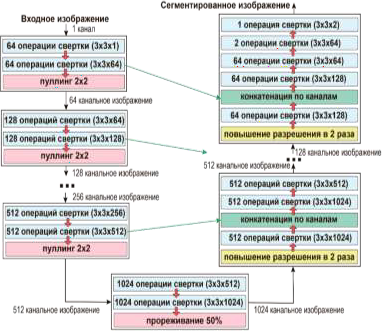 Входное изображение
1 канал
64 операции свертки (3х3х1)
64 операции свертки (3х3х64)
пуллинг 2х2
64 канальное изображение
128 операций свертки (3х3х64)
128 операций свертки (3х3х128)
пуллинг 2х2
128 канальное изображение
256 канальное изображение
512 операций свертки (3х3х256)
512 операций свертки (3х3х512)
пуллинг 2х2
512 канальное изображение
1024 операции свертки (3х3х512)
1024 операции свертки (3х3х1024)
прореживание 50%
1024 канальное изображение
Сегментированное изображение
1 операция свертки (3х3х2)
2 операции свертки (3х3х64)
64 операции свертки (3х3х64)
64 операции свертки (3х3х128)
конкатенация по каналам
64 операции свертки (3х3х128)
повышение разрешения в 2 раза
128 канальное изображение
512 канальное изображение
512 операций свертки (3х3х512)
512 операций свертки (3х3х1024)
конкатенация по каналам
512 операций свертки (3х3х1024)
повышение разрешения в 2 раза